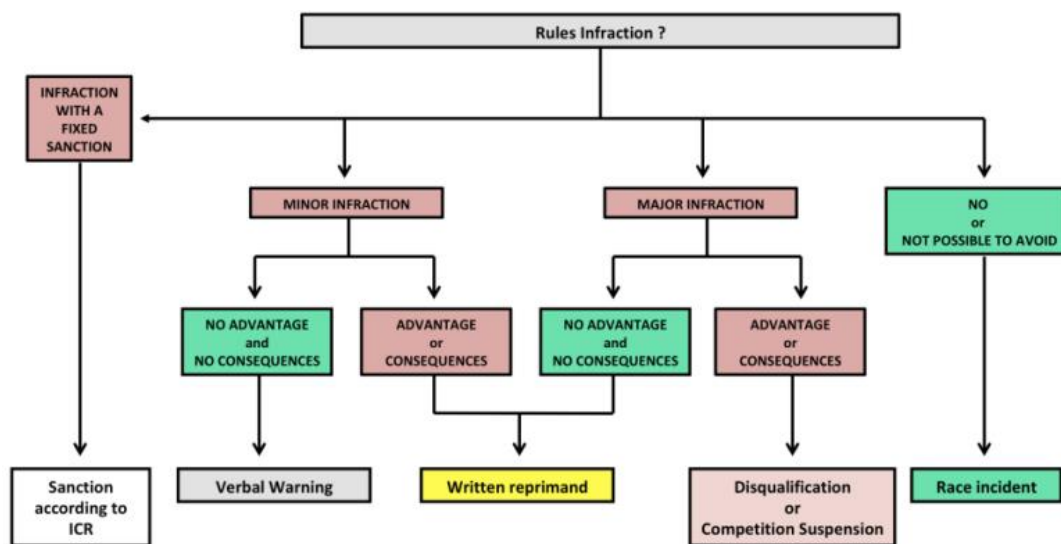 Rules Infraction ?
INFRACTION
WITH A
FIXED
SANCTION
MINOR INFRACTION
MAJOR INFRACTION
NO
or
NOT POSSIBLE TO AVOID
NO ADVANTAGE
and
NO CONSEQUENCES
ADVANTAGE
or
CONSEQUENCES
NO ADVANTAGE
and
NO CONSEQUENCES
ADVANTAGE
or
CONSEQUENCES
Sanction
according to
ICR
Verbal Warning
Written reprimand
Disqualification
or
Competition Suspension
Race incident